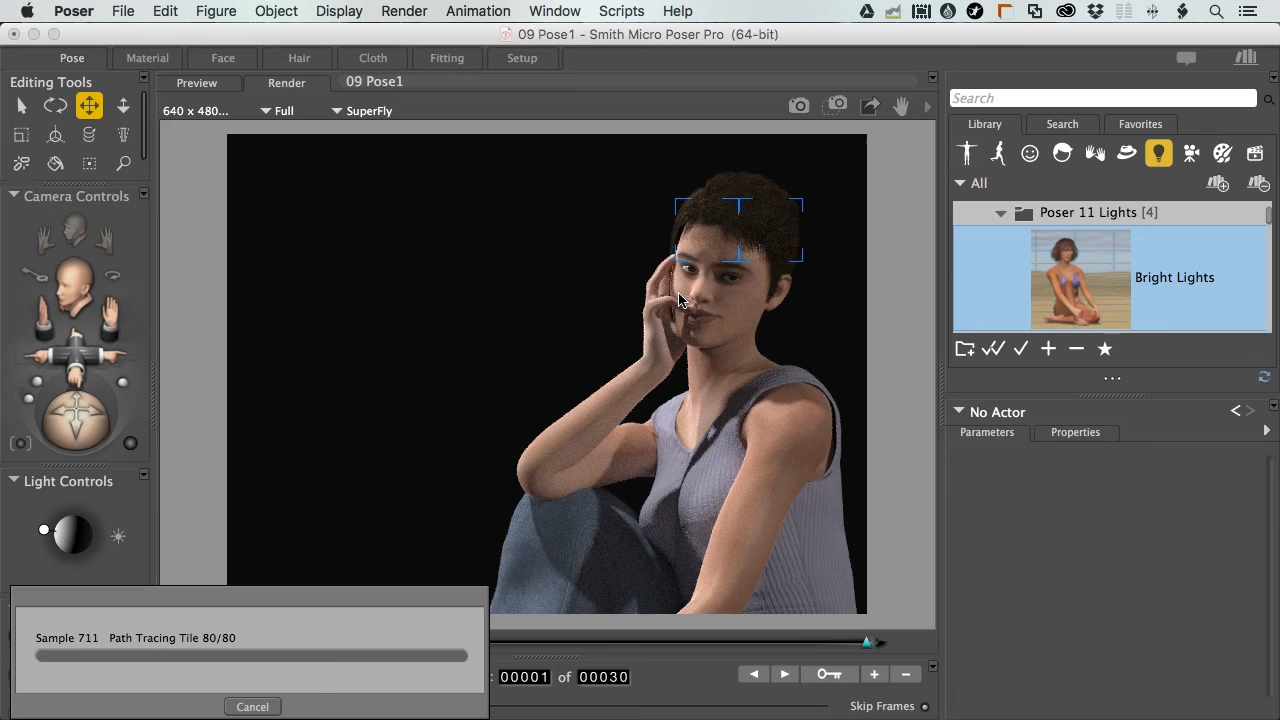 Poser File Edit Figure Object Display Render Animation Window Scripts Help
09 Pose1 - Smith Micro Poser Pro (64-bit)
Pose Material Face Hair Cloth Fitting Setup
Editing Tools
Preview Render 09 Pose1
640 x 480... Full SuperFly
Camera Controls
Light Controls
Sample 711 Path Tracing Tile 80/80
Cancel
: 00001 of 00030
Skip Frames
Search
Library Search Favorites
All
Poser 11 Lights [4]
Bright Lights
...
No Actor
Parameters Properties